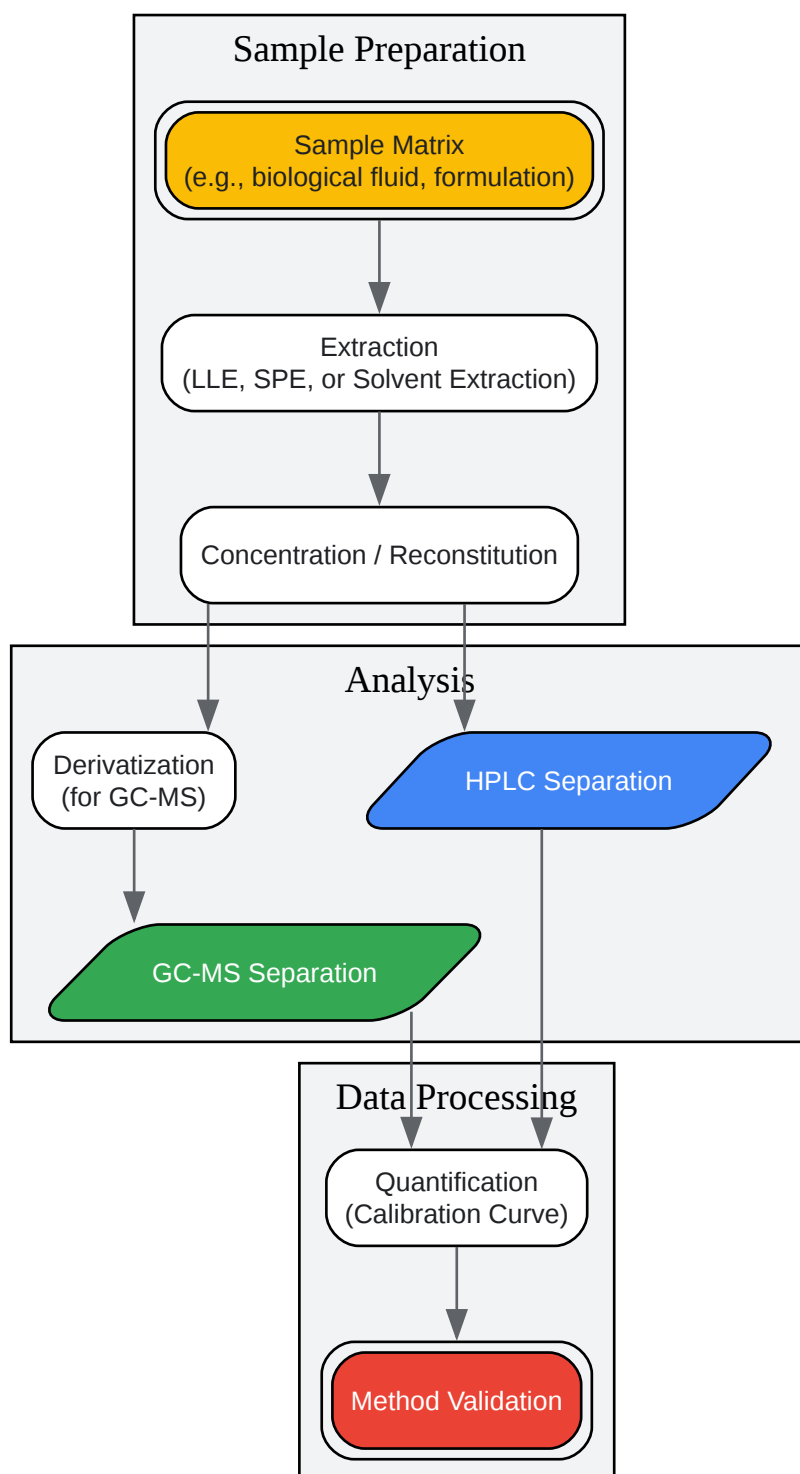 Sample Preparation
Sample Matrix
(e.g., biological fluid, formulation)
Extraction
(LLE, SPE, or Solvent Extraction)
Concentration / Reconstitution
Analysis
Derivatization
(for GC-MS)
HPLC Separation
GC-MS Separation
Data Processing
Quantification
(Calibration Curve)
Method Validation